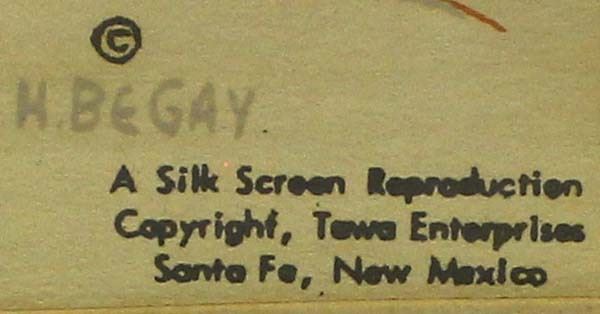 ©
H. BEGAY
A Silk Screen Reproduction
Copyright, Tewa Enterprises
Santa Fe, New Mexico